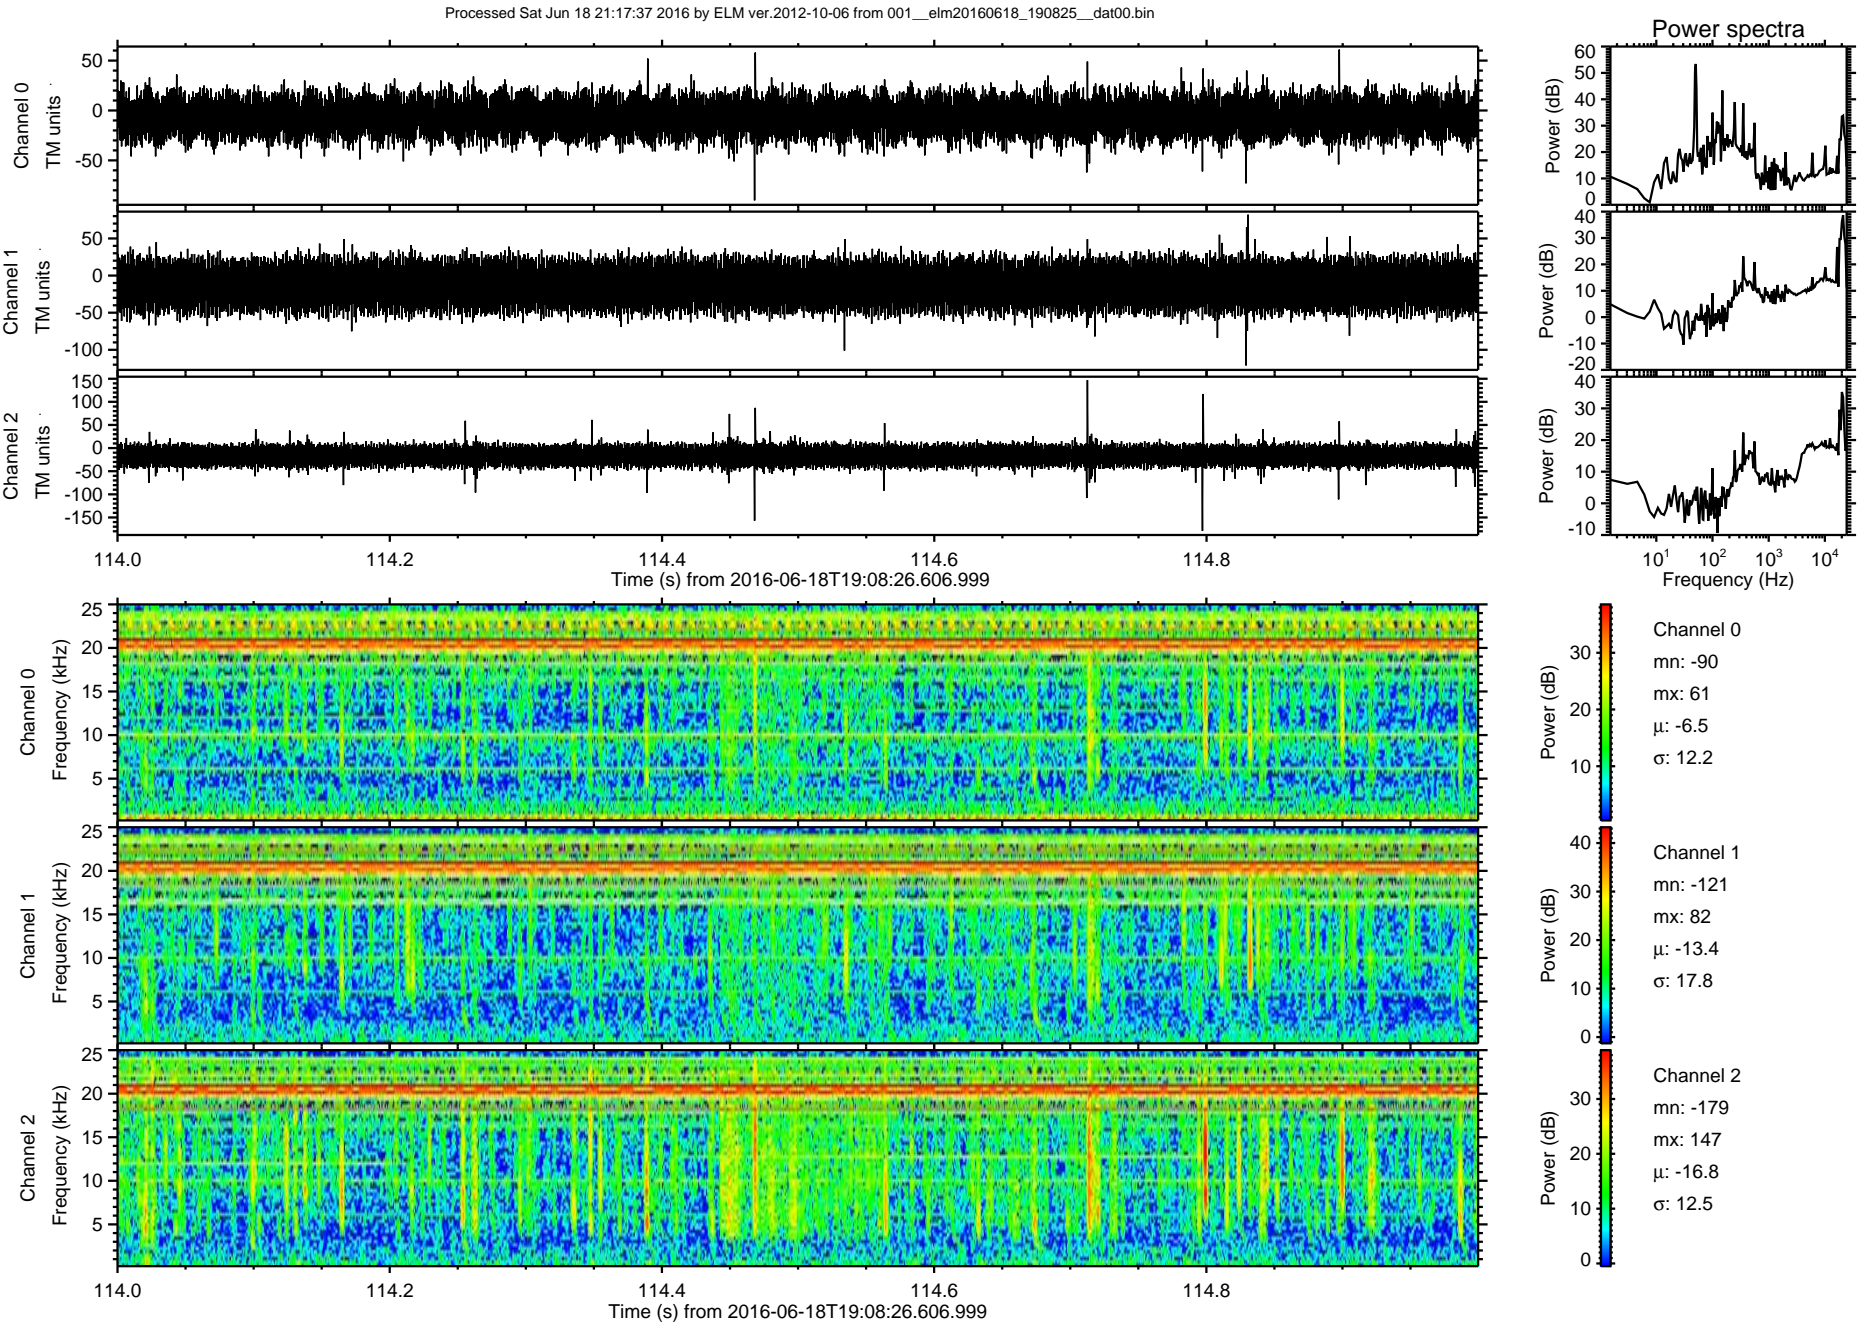 Processed Sat Jun 18 21:17:37 2016 by ELM ver.2012-10-06 from 001__elm20160618_190825__dat00.bin
Power spectra
Channel 0
TM units
50
0
-50
Power (dB)
60
50
40
30
20
10
0
Channel 1
TM units
50
0
-50
-100
Power (dB)
40
30
20
10
0
-10
-20
Channel 2
TM units
150
100
50
0
-50
-100
-150
Power (dB)
40
30
20
10
0
-10
114.0 114.2 114.4 114.6 114.8
Time (s) from 2016-06-18T19:08:26.606.999
10^1 10^2 10^3 10^4
Frequency (Hz)
Channel 0
Frequency (kHz)
25
20
15
10
5
Power (dB)
30
20
10
Channel 0
mn: -90
mx: 61
μ: -6.5
σ: 12.2
Channel 1
Frequency (kHz)
25
20
15
10
5
Power (dB)
40
30
20
10
0
Channel 1
mn: -121
mx: 82
μ: -13.4
σ: 17.8
Channel 2
Frequency (kHz)
25
20
15
10
5
Power (dB)
30
20
10
0
Channel 2
mn: -179
mx: 147
μ: -16.8
σ: 12.5
114.0 114.2 114.4 114.6 114.8
Time (s) from 2016-06-18T19:08:26.606.999